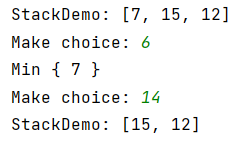 StackDemo: [7, 15, 12]
Make choice: 6
Min { 7 }
Make choice: 14
StackDemo: [15, 12]